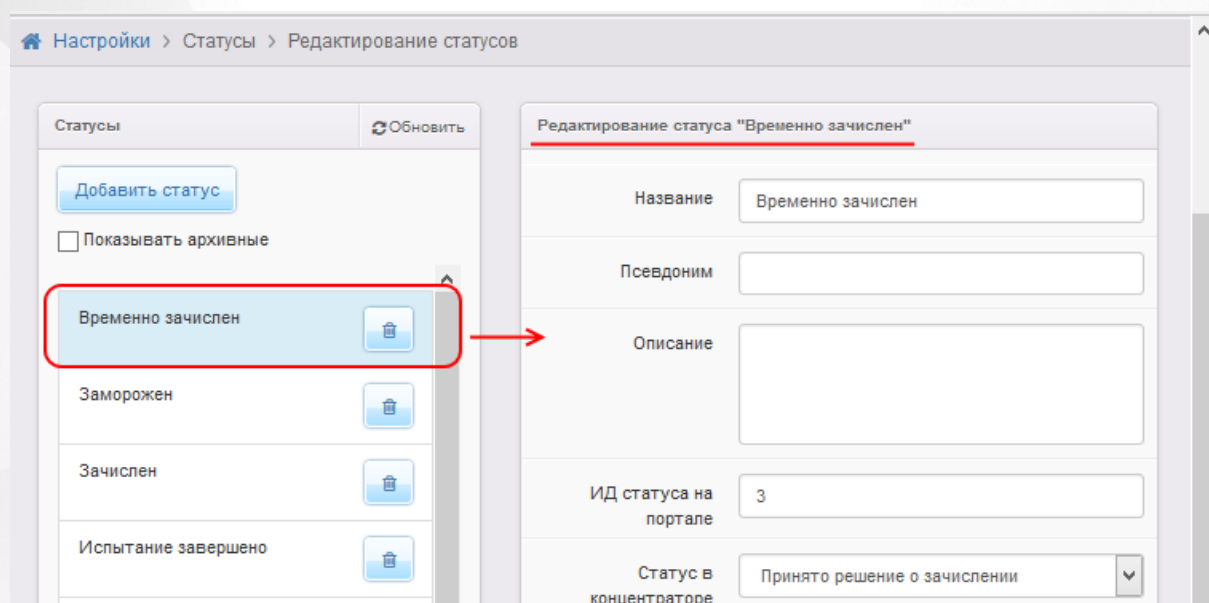 Настройки > Статусы > Редактирование статусов
Статусы
Обновить
Добавить статус
Показывать архивные
Временно зачислен
Заморожен
Зачислен
Испытание завершено
Редактирование статуса "Временно зачислен"
Название
Временно зачислен
Псевдоним
Описание
ИД статуса на
портале
3
Статус в
концентраторе
Принято решение о зачислении